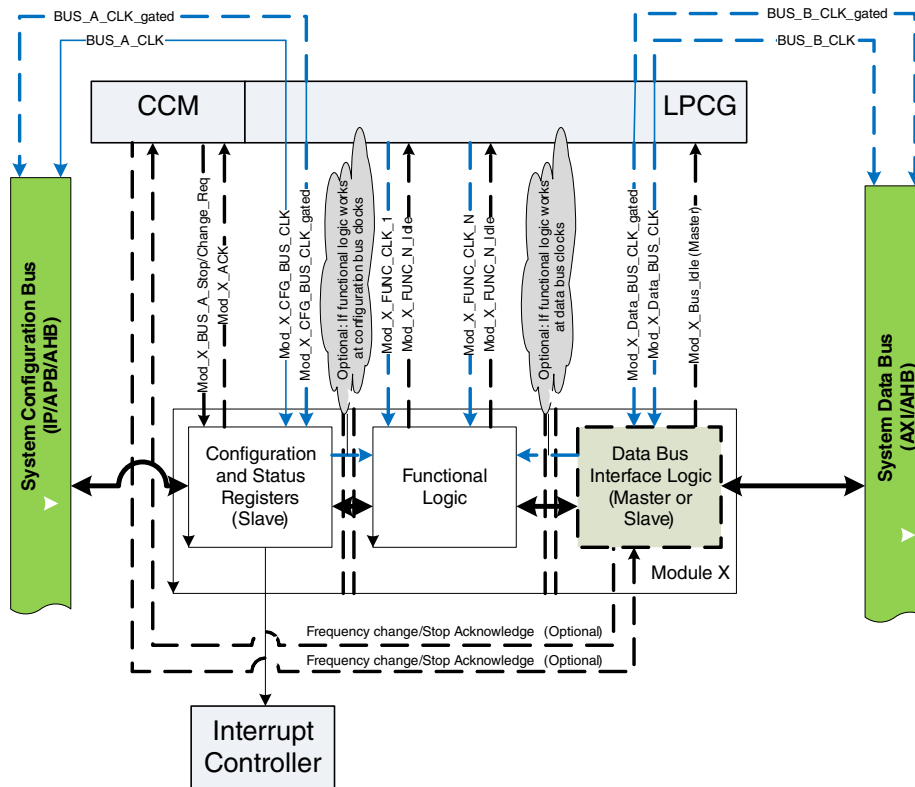 BUS_A_CLK_gated
BUS_A_CLK
BUS_B_CLK_gated
BUS_B_CLK
CCM
LPCG
System Configuration Bus
(IP/APB/AHB)
Mod_X_BUS_A_Stop/Change_Req
Mod_X_ACK
Mod_X_CFG_BUS_CLK
Mod_X_CFG_BUS_CLK_gated
Optional: If functional logic works
at configuration bus clocks
Mod_X_FUNC_CLK_1
Mod_X_FUNC_N_Idle
Mod_X_FUNC_CLK_N
Mod_X_FUNC_N_Idle
Optional: If functional logic works
at data bus clocks
Mod_X_Data_BUS_CLK_gated
Mod_X_Data_BUS_CLK
Mod_X_Bus_Idle (Master)
System Data Bus
(AXI/AHB)
Configuration
and Status
Registers
(Slave)
Functional
Logic
Data Bus
Interface Logic
(Master or
Slave)
Module X
Frequency change/Stop Acknowledge (Optional)
Frequency change/Stop Acknowledge (Optional)
Interrupt
Controller